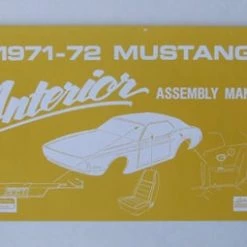 1971-72 MUSTANG
Interior
ASSEMBLY MAN